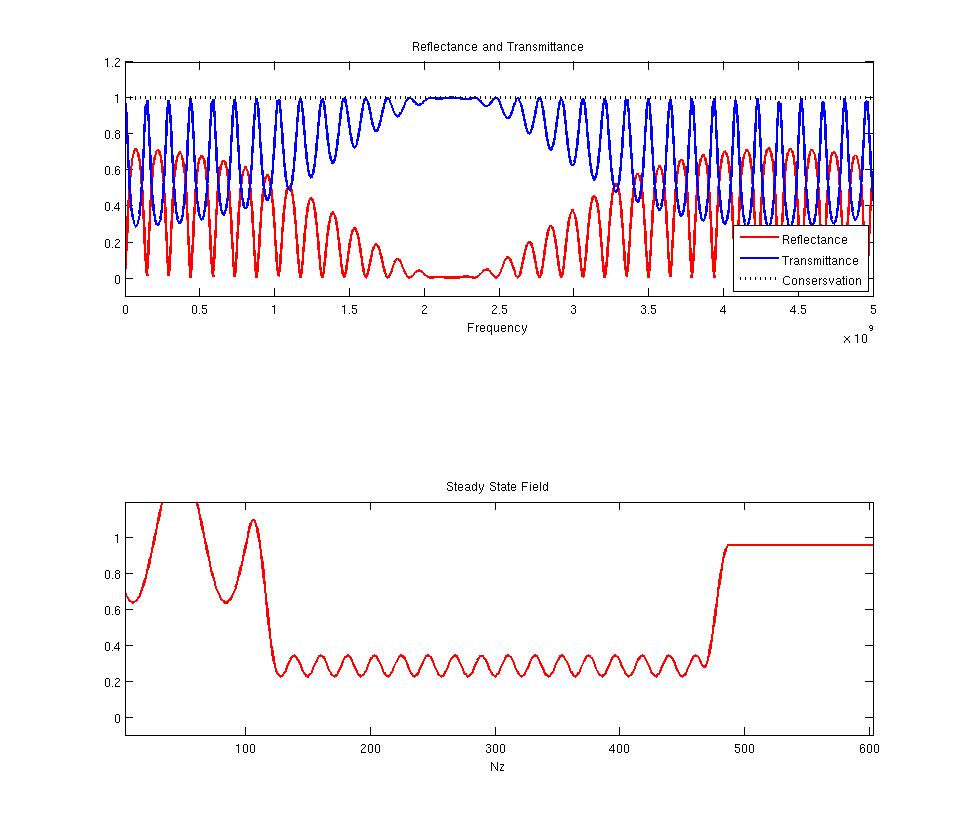 Reflectance and Transmittance
1.2
1
0.8
0.6
0.4
0.2
0
Reflectance
Transmittance
Consersvation
0 0.5 1 1.5 2 2.5 3 3.5 4 4.5 5
Frequency
x 10^9
Steady State Field
1
0.8
0.6
0.4
0.2
0
100 200 300 400 500 600
Nz